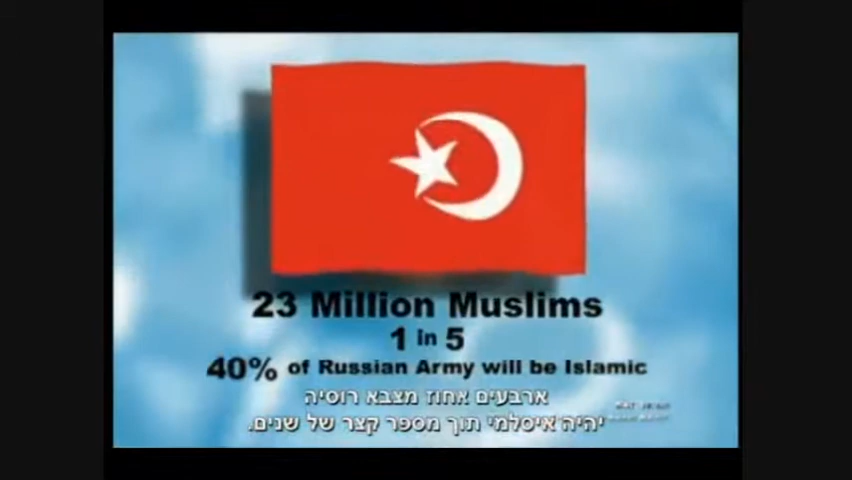 23 Million Muslims
1 in 5
40% of Russian Army will be Islamic
ארבעים אחוז מצבא רוסיה
יהיה איסלמי תוך מספר קצר של שנים.